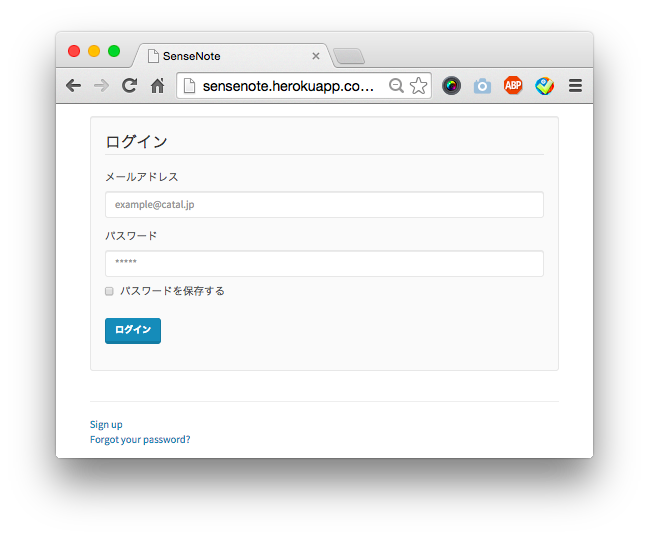 SenseNote
sensenote.herokuapp.co...
ABP
ログイン
メールアドレス
example@catal.jp
パスワード
*****
パスワードを保存する
ログイン
Sign up
Forgot your password?